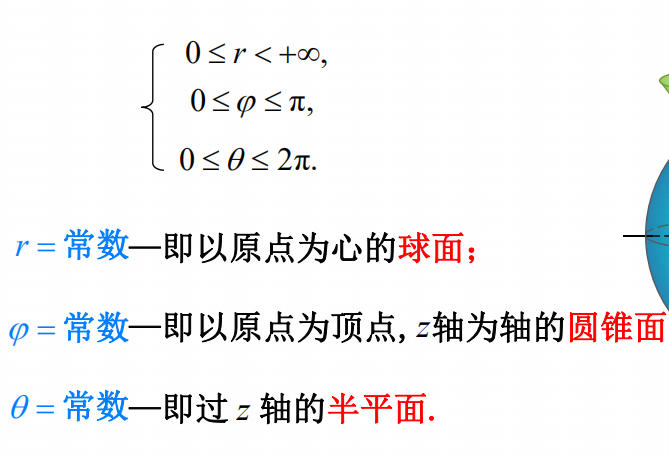 0 ≤ r < +∞,
0 ≤ φ ≤ π,
0 ≤ θ ≤ 2π.
r = 常数—即以原点为心的球面；
φ = 常数—即以原点为顶点, z轴为轴的圆锥面
θ = 常数—即过 z 轴的半平面.